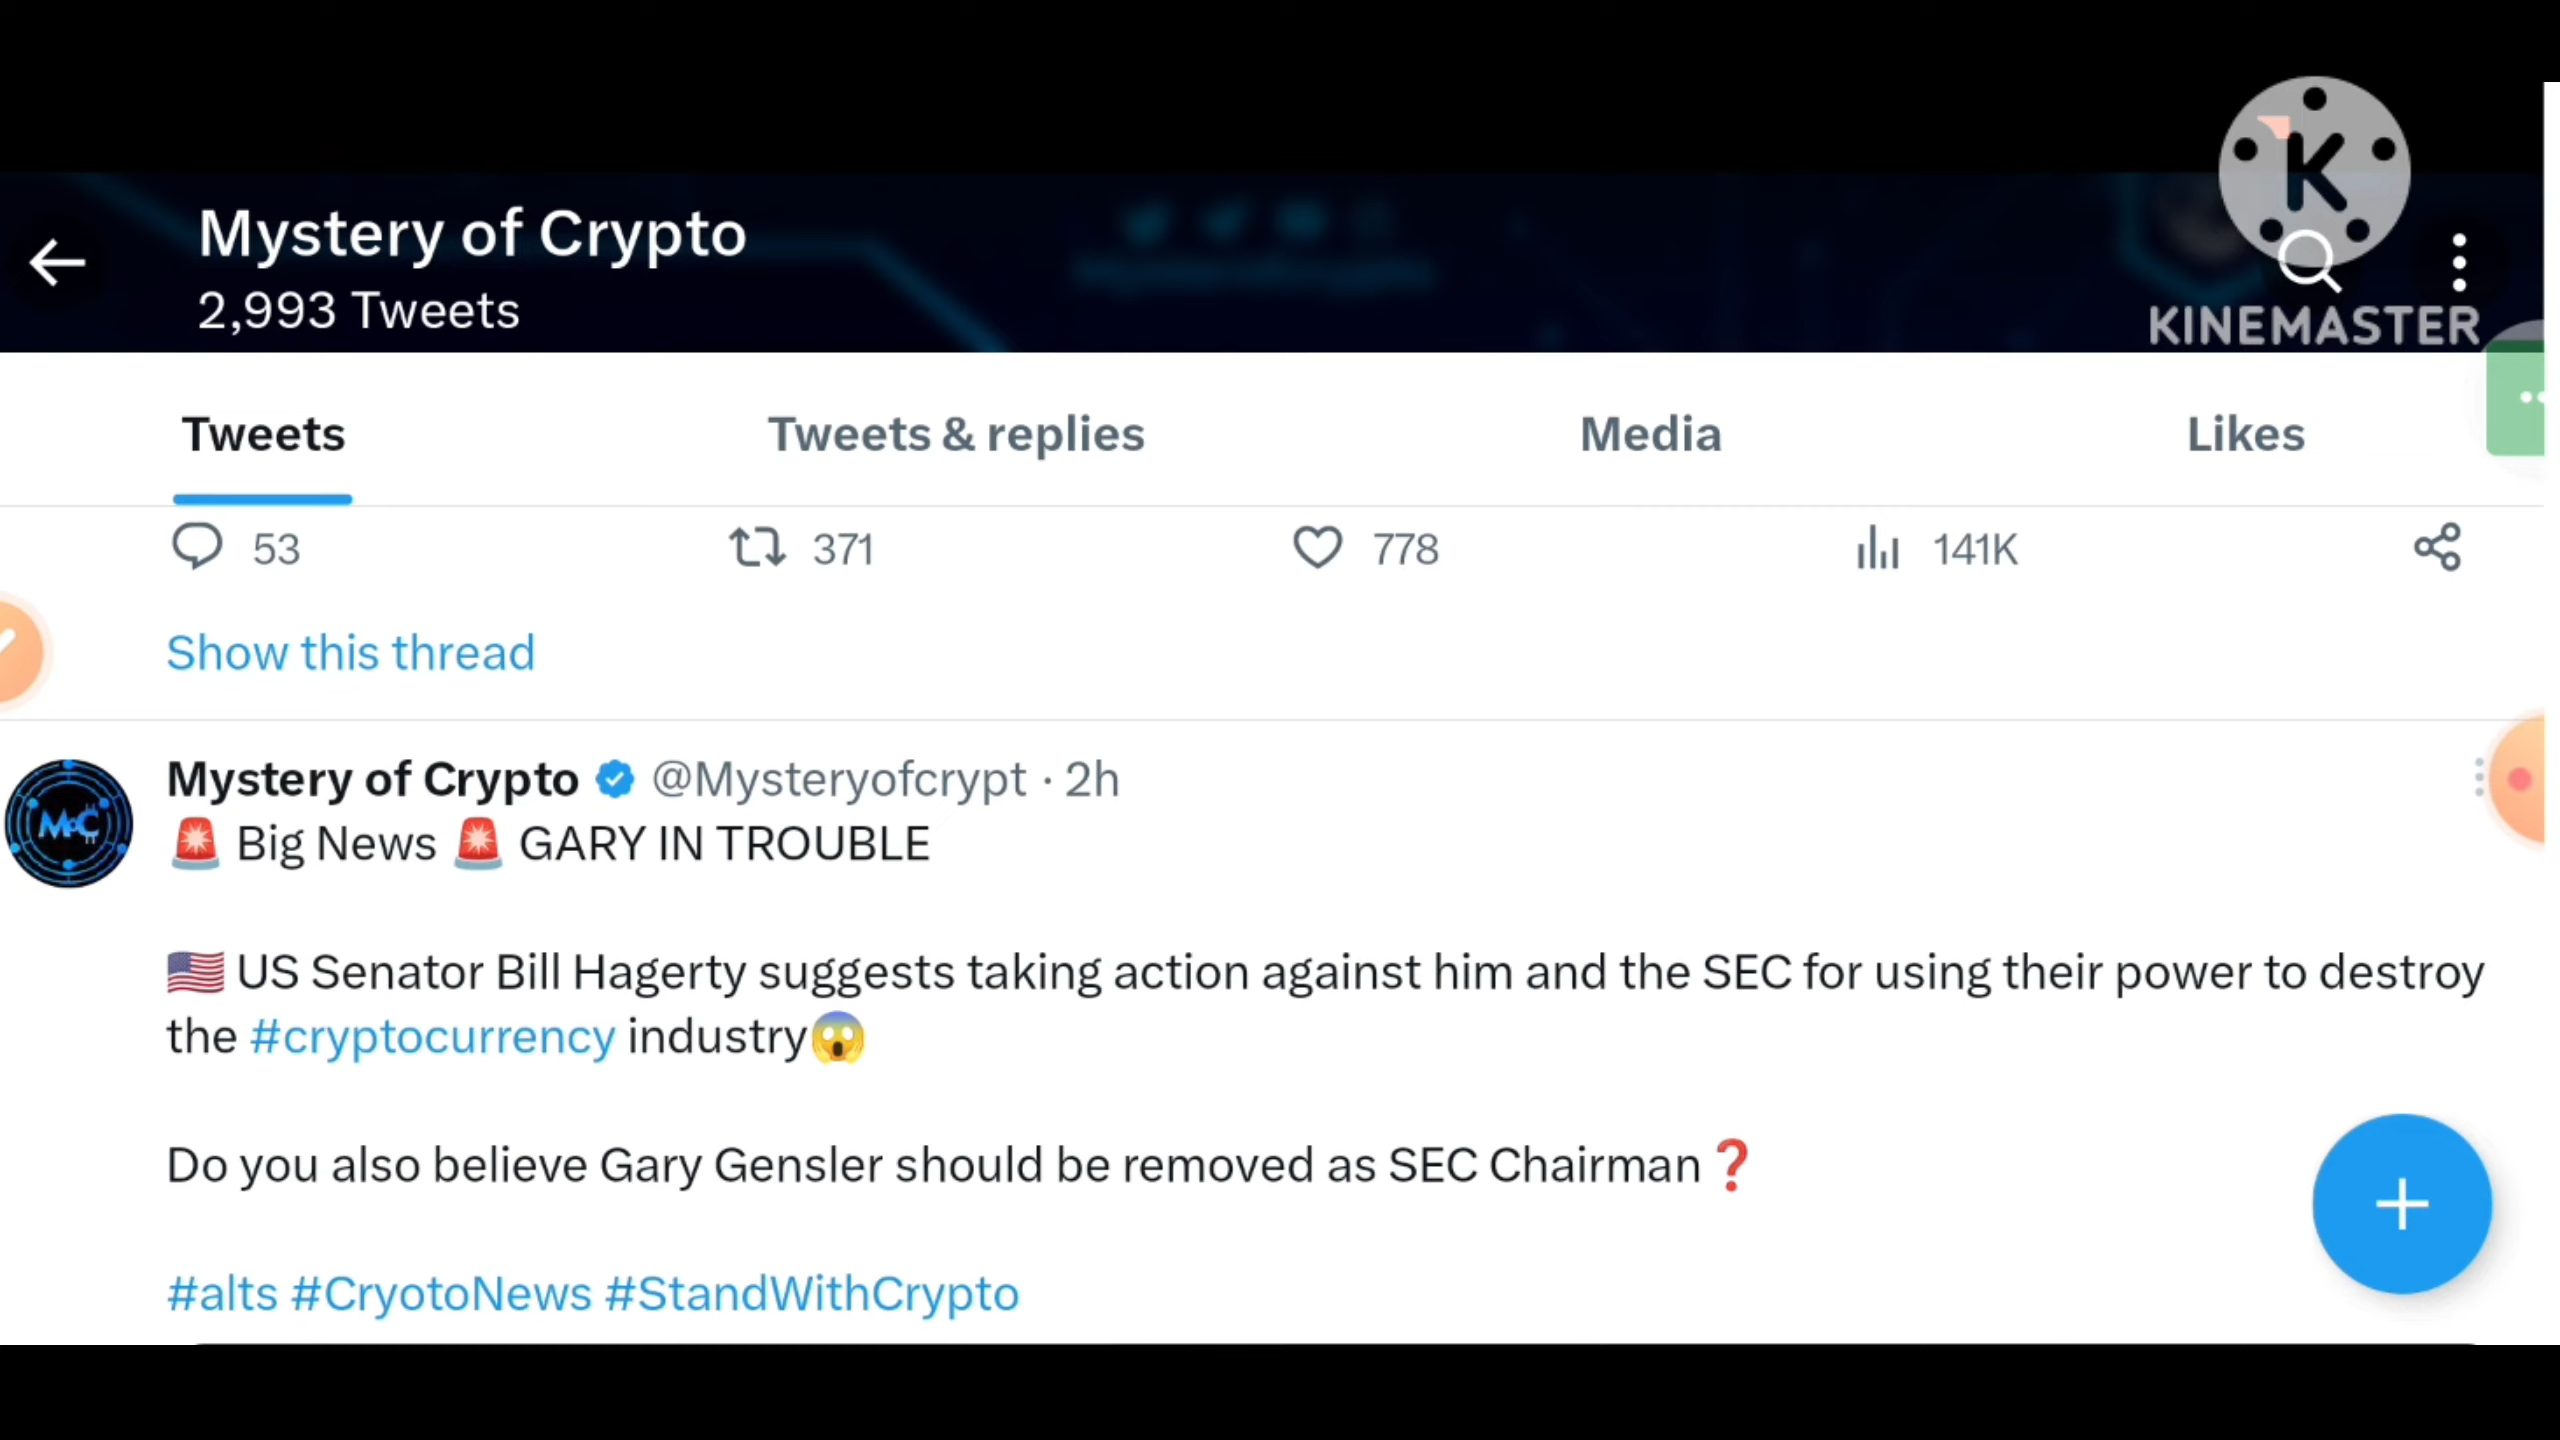 Mystery of Crypto
2,993 Tweets
K
KINEMASTER
Tweets Tweets & replies Media Likes
53 371 778 141K
Show this thread
Mystery of Crypto @Mysteryofcrypt · 2h
🚨 Big News 🚨 GARY IN TROUBLE
🇺🇸 US Senator Bill Hagerty suggests taking action against him and the SEC for using their power to destroy
the #cryptocurrency industry😱
Do you also believe Gary Gensler should be removed as SEC Chairman❓
#alts #CryotoNews #StandWithCrypto
MoC